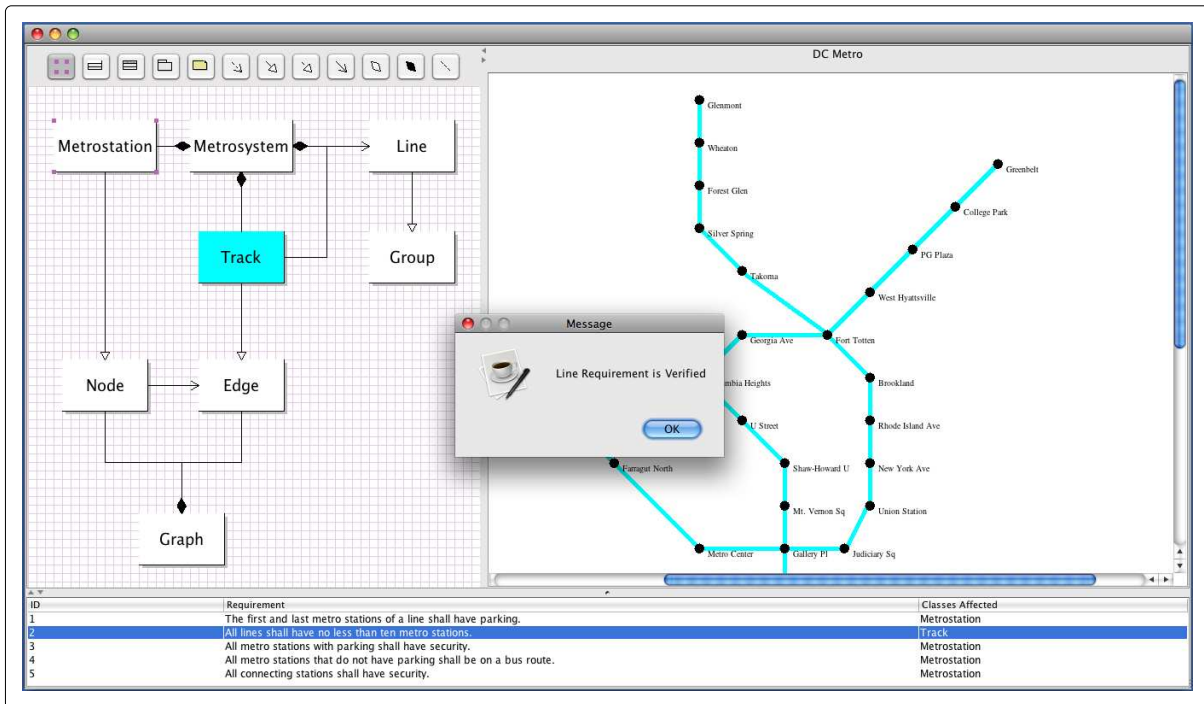 DC Metro
Metrostation
Metrosystem
Line
Track
Group
Node
Edge
Graph
Glenmont
Wheaton
Forest Glen
Silver Spring
Takoma
Greenbelt
College Park
PG Plaza
West Hyattsville
Fort Totten
Georgia Ave
mbia Heights
U Street
Brookland
Rhode Island Ave
Farragut North
Shaw-Howard U
New York Ave
Mt. Vernon Sq
Union Station
Metro Center
Gallery Pl
Judiciary Sq
Message
Line Requirement is Verified
OK
ID Requirement Classes Affected
1 The first and last metro stations of a line shall have parking. Metrostation
2 All lines shall have no less than ten metro stations. Track
3 All metro stations with parking shall have security. Metrostation
4 All metro stations that do not have parking shall be on a bus route. Metrostation
5 All connecting stations shall have security. Metrostation